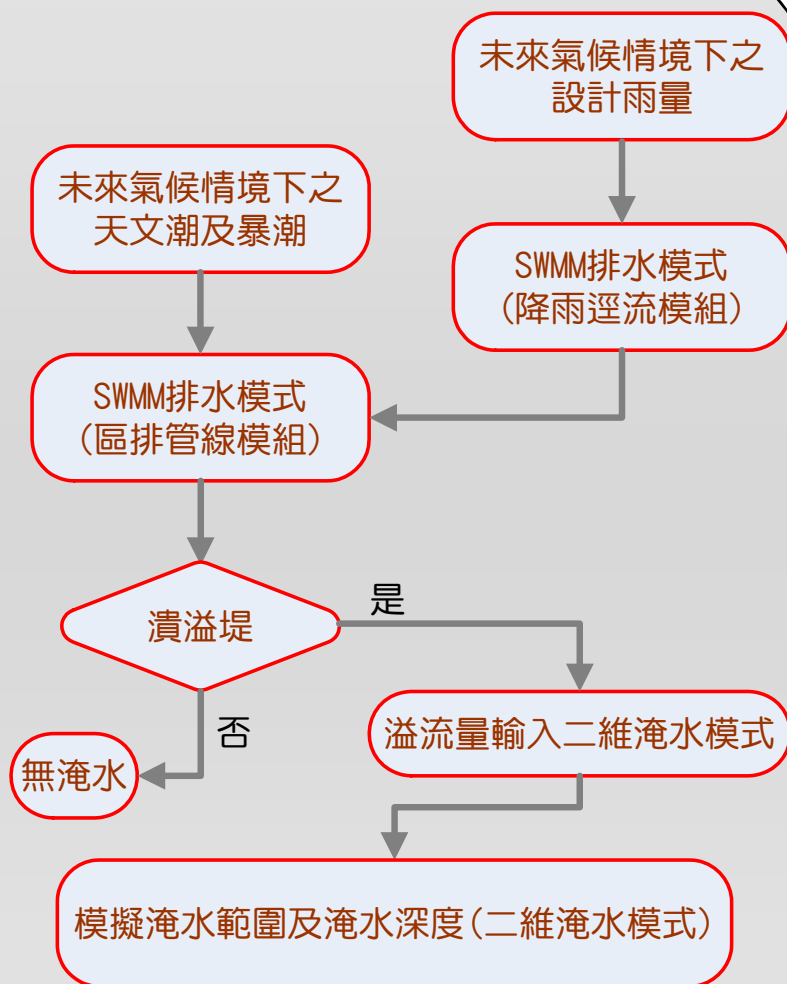 未來氣候情境下之
設計雨量
未來氣候情境下之
天文潮及暴潮
SWMM排水模式
(降雨逕流模組)
SWMM排水模式
(區排管線模組)
潰溢堤
是
否
溢流量輸入二維淹水模式
無淹水
模擬淹水範圍及淹水深度(二維淹水模式)